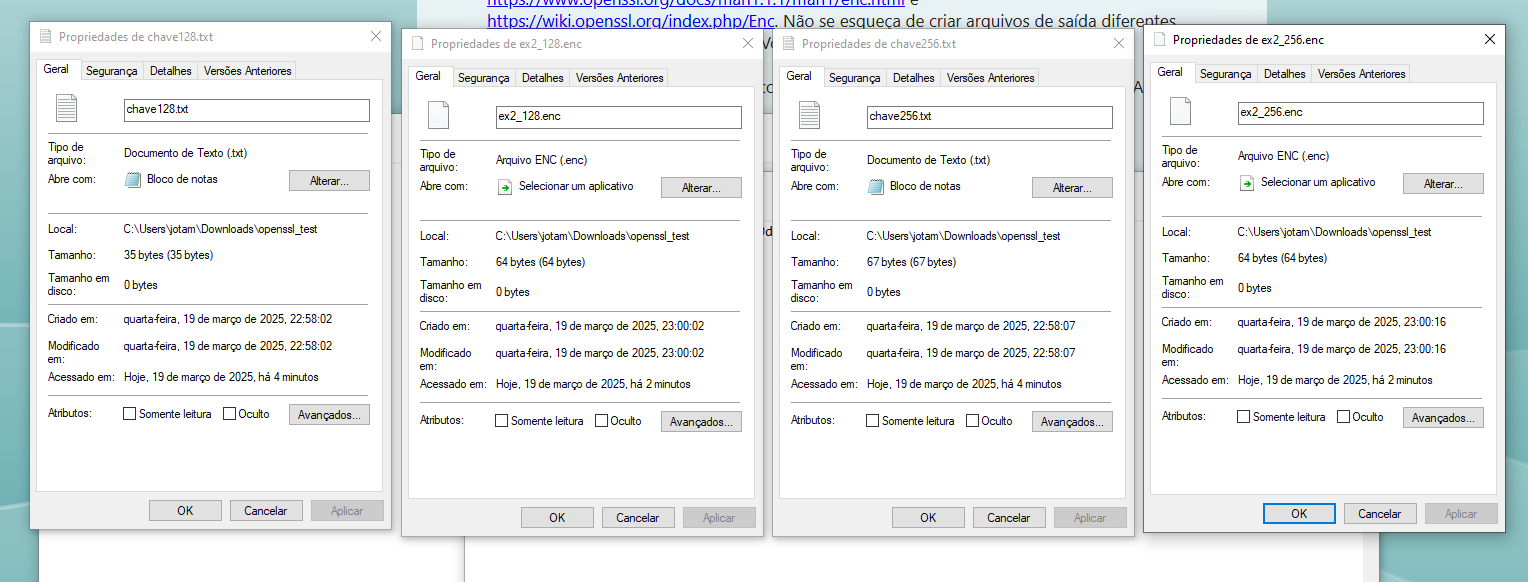 https://www.openssl.org/docs/man1.1.1/man1/enc.html e
https://wiki.openssl.org/index.php/Enc. Não se esqueça de criar arquivos de saída diferentes
Propriedades de chave128.txt
Geral
Segurança
Detalhes
Versões Anteriores
chave128.txt
Tipo de
arquivo:
Documento de Texto (.txt)
Abre com:
Bloco de notas
Alterar...
Local:
C:\Users\jotam\Downloads\openssl_test
Tamanho:
35 bytes (35 bytes)
Tamanho em
disco:
0 bytes
Criado em:
quarta-feira, 19 de março de 2025, 22:58:02
Modificado
em:
quarta-feira, 19 de março de 2025, 22:58:02
Acessado em:
Hoje, 19 de março de 2025, há 4 minutos
Atributos:
Somente leitura
Oculto
Avançados...
OK
Cancelar
Aplicar
Propriedades de ex2_128.enc
Geral
Segurança
Detalhes
Versões Anteriores
ex2_128.enc
Tipo de
arquivo:
Arquivo ENC (.enc)
Abre com:
Selecionar um aplicativo
Alterar...
Local:
C:\Users\jotam\Downloads\openssl_test
Tamanho:
64 bytes (64 bytes)
Tamanho em
disco:
0 bytes
Criado em:
quarta-feira, 19 de março de 2025, 23:00:02
Modificado
em:
quarta-feira, 19 de março de 2025, 23:00:02
Acessado em:
Hoje, 19 de março de 2025, há 2 minutos
Atributos:
Somente leitura
Oculto
Avançados...
OK
Cancelar
Aplicar
Propriedades de chave256.txt
Geral
Segurança
Detalhes
Versões Anteriores
chave256.txt
Tipo de
arquivo:
Documento de Texto (.txt)
Abre com:
Bloco de notas
Alterar...
Local:
C:\Users\jotam\Downloads\openssl_test
Tamanho:
67 bytes (67 bytes)
Tamanho em
disco:
0 bytes
Criado em:
quarta-feira, 19 de março de 2025, 22:58:07
Modificado
em:
quarta-feira, 19 de março de 2025, 22:58:07
Acessado em:
Hoje, 19 de março de 2025, há 4 minutos
Atributos:
Somente leitura
Oculto
Avançados...
OK
Cancelar
Aplicar
Propriedades de ex2_256.enc
Geral
Segurança
Detalhes
Versões Anteriores
ex2_256.enc
Tipo de
arquivo:
Arquivo ENC (.enc)
Abre com:
Selecionar um aplicativo
Alterar...
Local:
C:\Users\jotam\Downloads\openssl_test
Tamanho:
64 bytes (64 bytes)
Tamanho em
disco:
0 bytes
Criado em:
quarta-feira, 19 de março de 2025, 23:00:16
Modificado
em:
quarta-feira, 19 de março de 2025, 23:00:16
Acessado em:
Hoje, 19 de março de 2025, há 2 minutos
Atributos:
Somente leitura
Oculto
Avançados...
OK
Cancelar
Aplicar